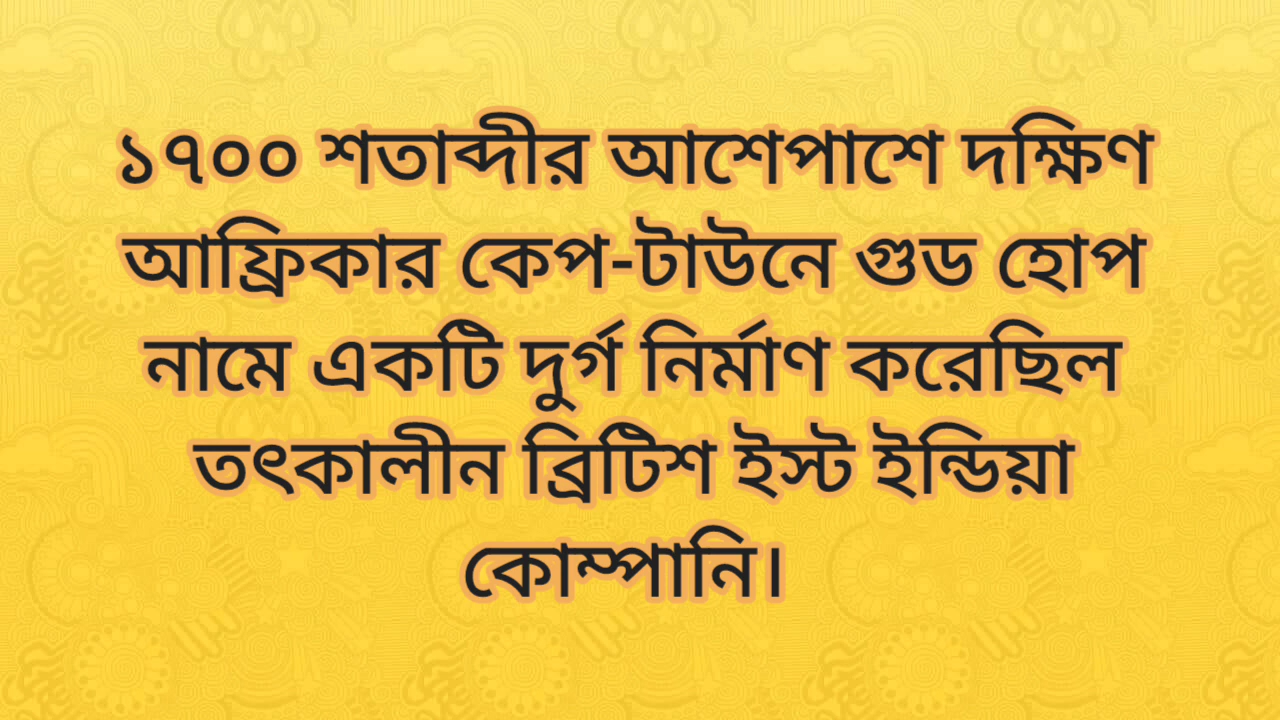 ১৭০০ শতাব্দীর আশেপাশে দক্ষিণ
আফ্রিকার কেপ-টাউনে গুড হোপ
নামে একটি দুর্গ নির্মাণ করেছিল
তৎকালীন ব্রিটিশ ইস্ট ইন্ডিয়া
কোম্পানি।